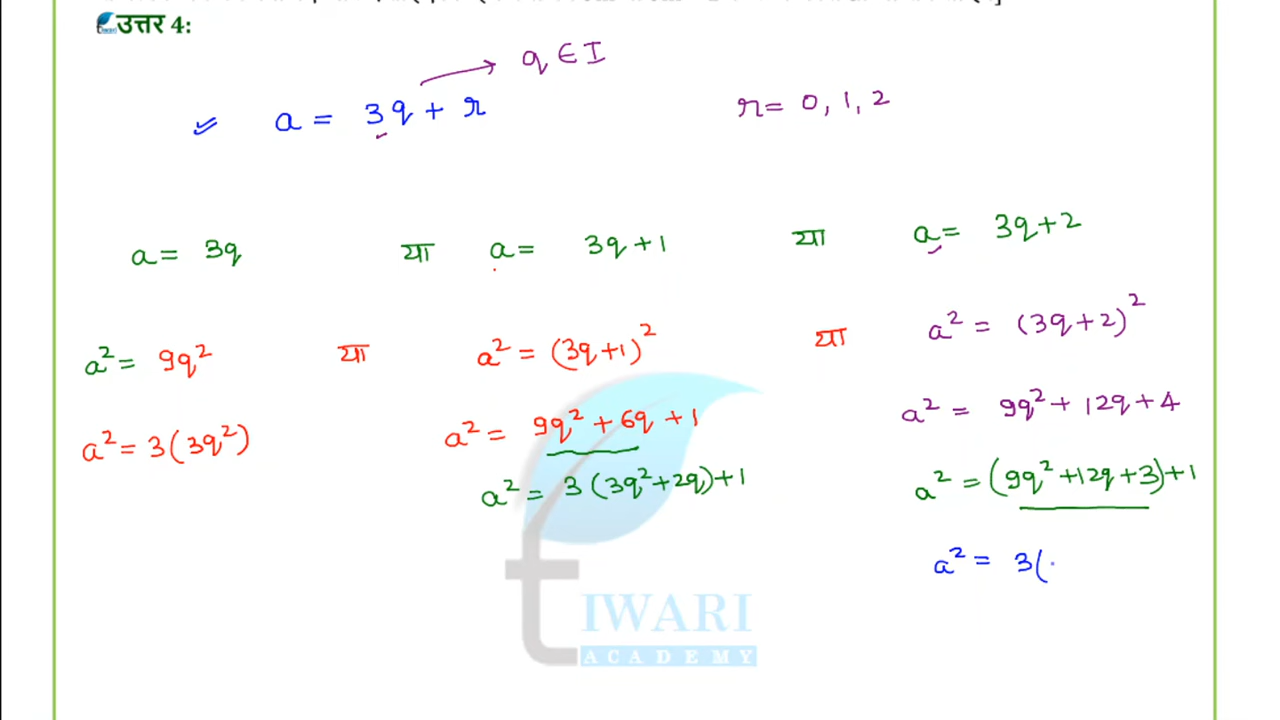 उत्तर 4:
q ∈ I
a = 3q + r r = 0, 1, 2
a = 3q या a = 3q + 1 या a = 3q + 2
a² = 9q² या a² = (3q + 1)² या a² = (3q + 2)²
a² = 3(3q²) a² = 9q² + 6q + 1 a² = 9q² + 12q + 4
a² = 3(3q² + 2q) + 1 a² = (9q² + 12q + 3) + 1
a² = 3(
TIWARI
ACADEMY